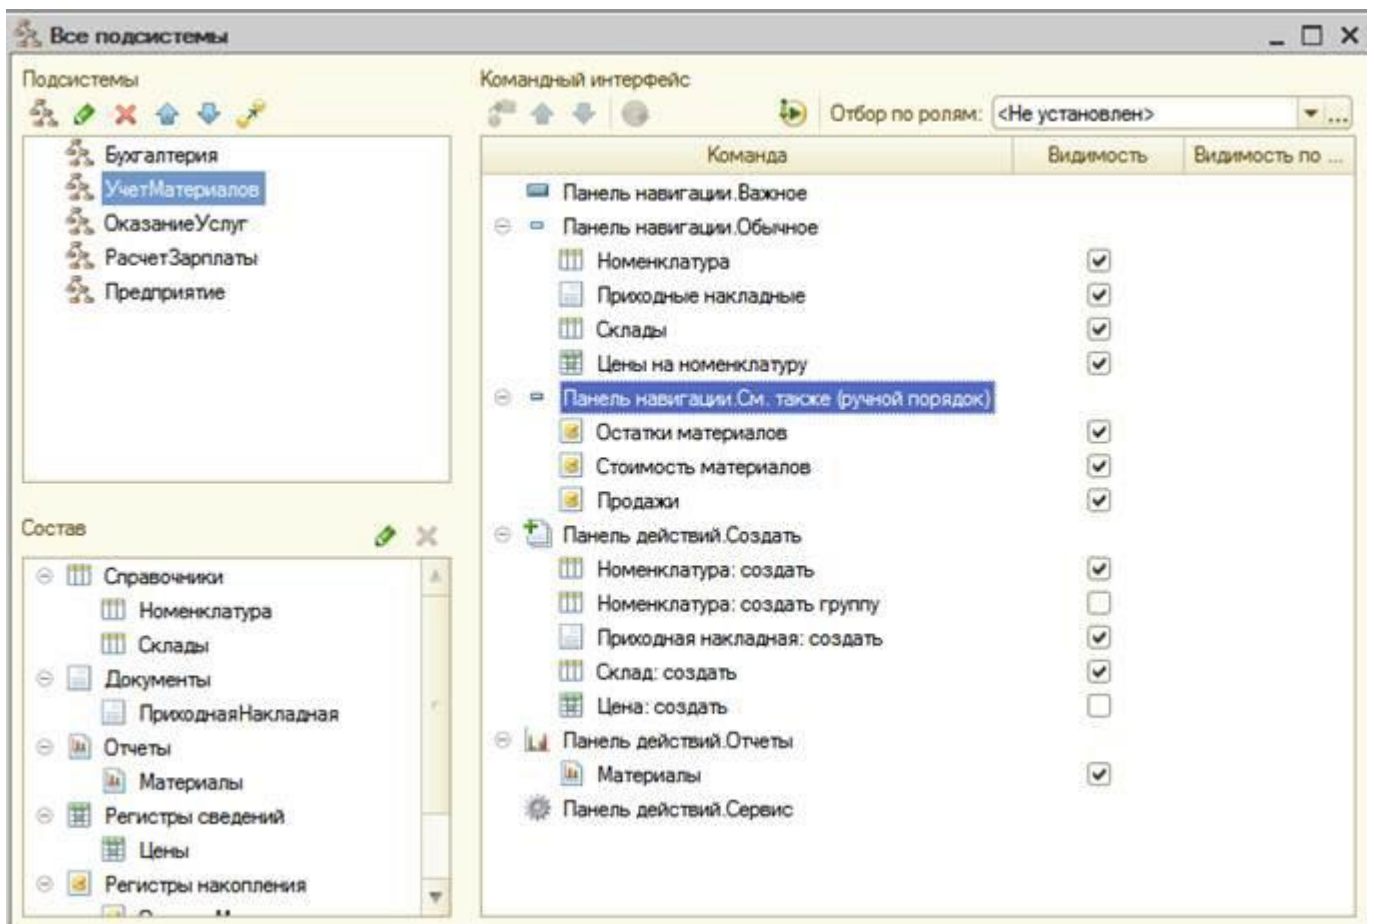 Все подсистемы
Подсистемы
Бухгалтерия
УчетМатериалов
ОказаниеУслуг
РасчетЗарплаты
Предприятие
Состав
Справочники
Номенклатура
Склады
Документы
ПриходнаяНакладная
Отчеты
Материалы
Регистры сведений
Цены
Регистры накопления
Командный интерфейс
Отбор по ролям: <Не установлен>
Команда Видимость Видимость по ...
Панель навигации.Важное
Панель навигации.Обычное
Номенклатура
Приходные накладные
Склады
Цены на номенклатуру
Панель навигации.См. также (ручной порядок)
Остатки материалов
Стоимость материалов
Продажи
Панель действий.Создать
Номенклатура: создать
Номенклатура: создать группу
Приходная накладная: создать
Склад: создать
Цена: создать
Панель действий.Отчеты
Материалы
Панель действий.Сервис